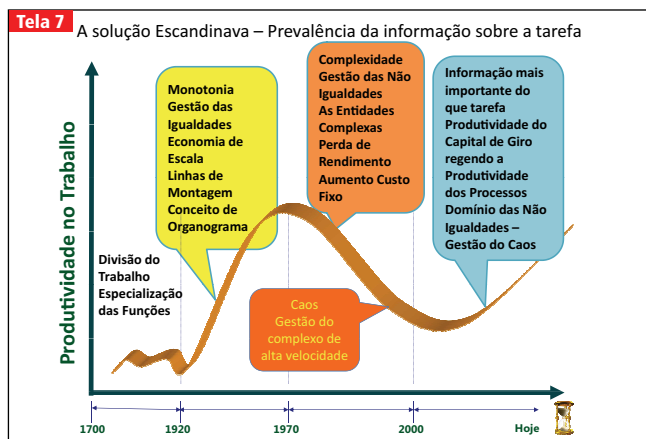 Tela 7
A solução Escandinava – Prevalência da informação sobre a tarefa
Produtividade no Trabalho
Divisão do
Trabalho
Especialização
das Funções
Monotonia
Gestão das
Igualdades
Economia de
Escala
Linhas de
Montagem
Conceito de
Organograma
Complexidade
Gestão das Não
Igualdades
As Entidades
Complexas
Perda de
Rendimento
Aumento Custo
Fixo
Caos
Gestão do
complexo de
alta velocidade
Informação mais
importante do
que tarefa
Produtividade do
Capital de Giro
regendo a
Produtividade
dos Processos
Domínio das Não
Igualdades –
Gestão do Caos
1700
1920
1970
2000
Hoje